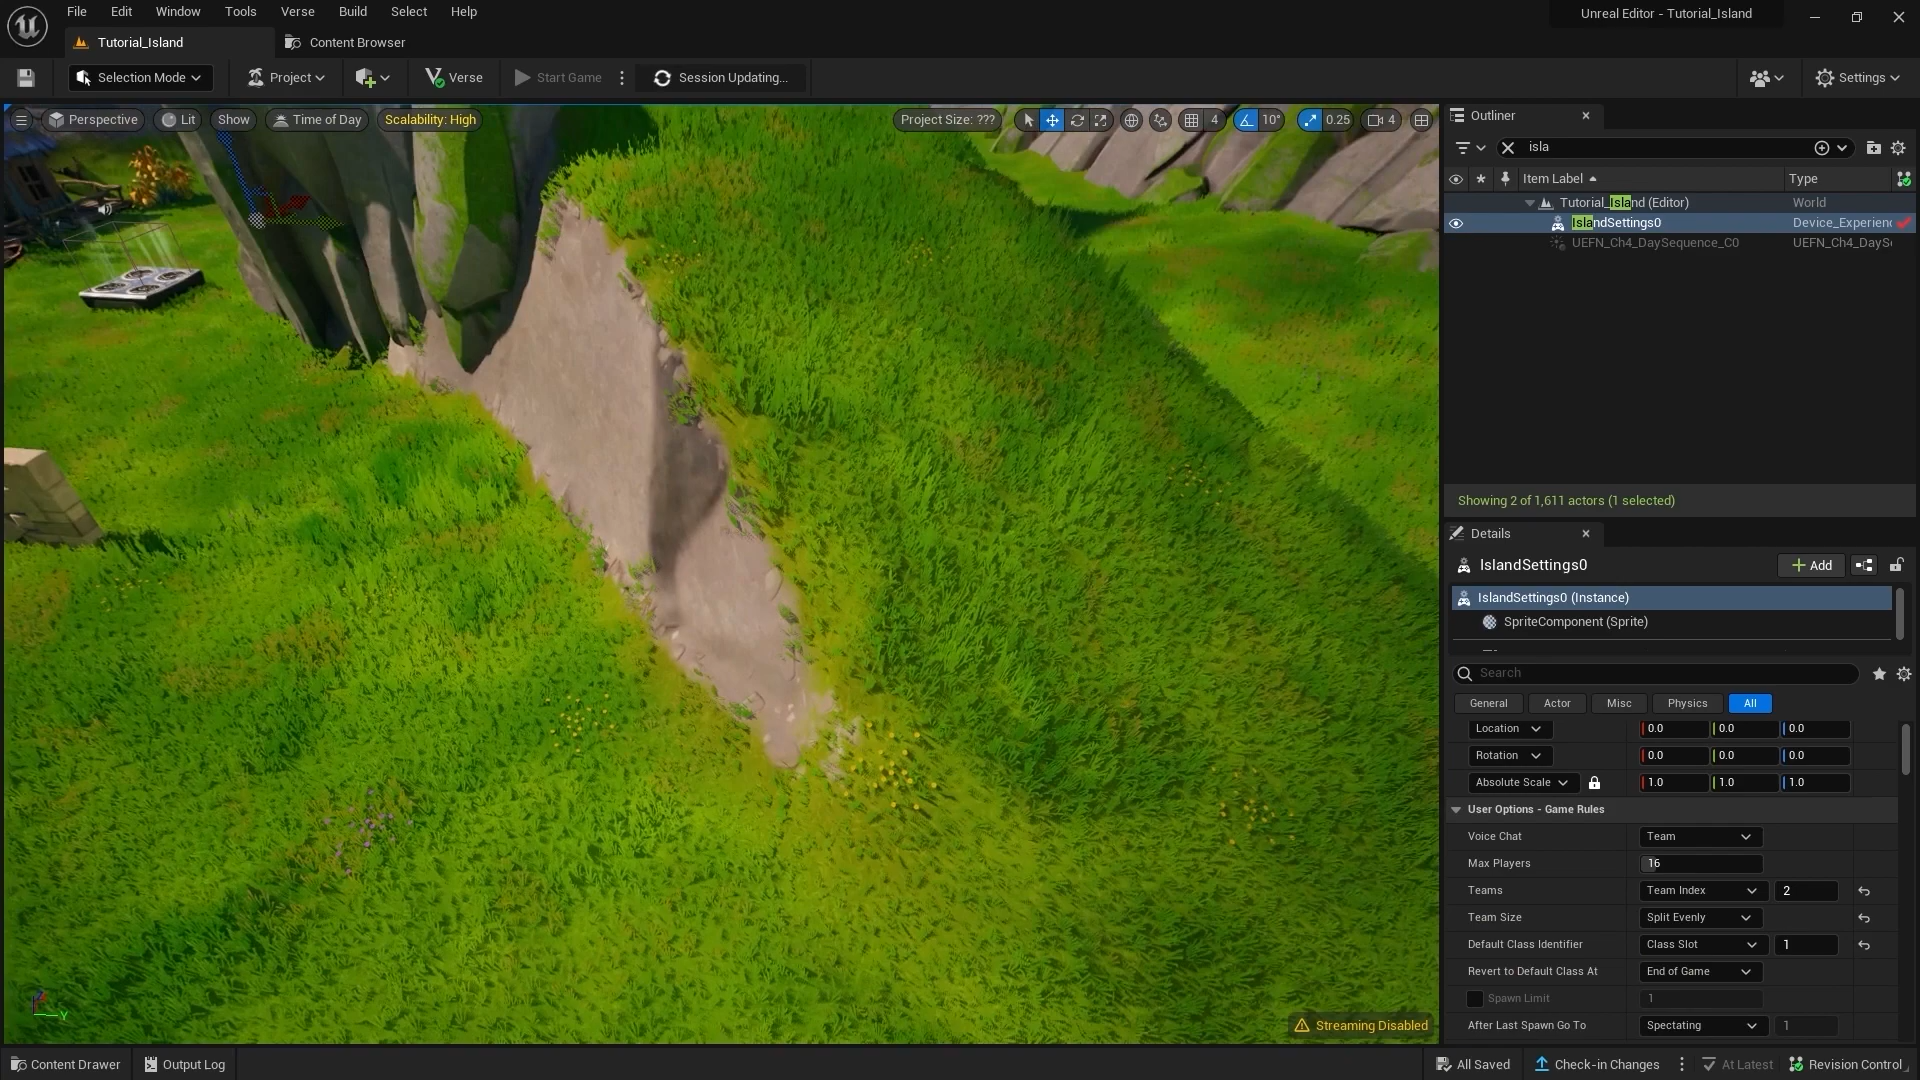 File Edit Window Tools Verse Build Select Help
Unreal Editor - Tutorial_Island
Tutorial_Island
Content Browser
Selection Mode
Project
Verse
Start Game
Session Updating...
Settings
Perspective
Lit
Show
Time of Day
Scalability: High
Project Size: ???
4
10°
0.25
4
Outliner
isla
Item Label
Type
Tutorial_Island (Editor)
World
IslandSettings0
Device_Experienc
UEFN_Ch4_DaySequence_C0
UEFN_Ch4_DayS
Showing 2 of 1,611 actors (1 selected)
Details
IslandSettings0
Add
IslandSettings0 (Instance)
SpriteComponent (Sprite)
Search
General
Actor
Misc
Physics
All
Location
0.0 0.0 0.0
Rotation
0.0 0.0 0.0
Absolute Scale
1.0 1.0 1.0
User Options - Game Rules
Voice Chat
Team
Max Players
16
Teams
Team Index
2
Team Size
Split Evenly
Default Class Identifier
Class Slot
1
Revert to Default Class At
End of Game
Spawn Limit
1
After Last Spawn Go To
Spectating
1
Y
Streaming Disabled
Content Drawer
Output Log
All Saved
Check-in Changes
At Latest
Revision Control